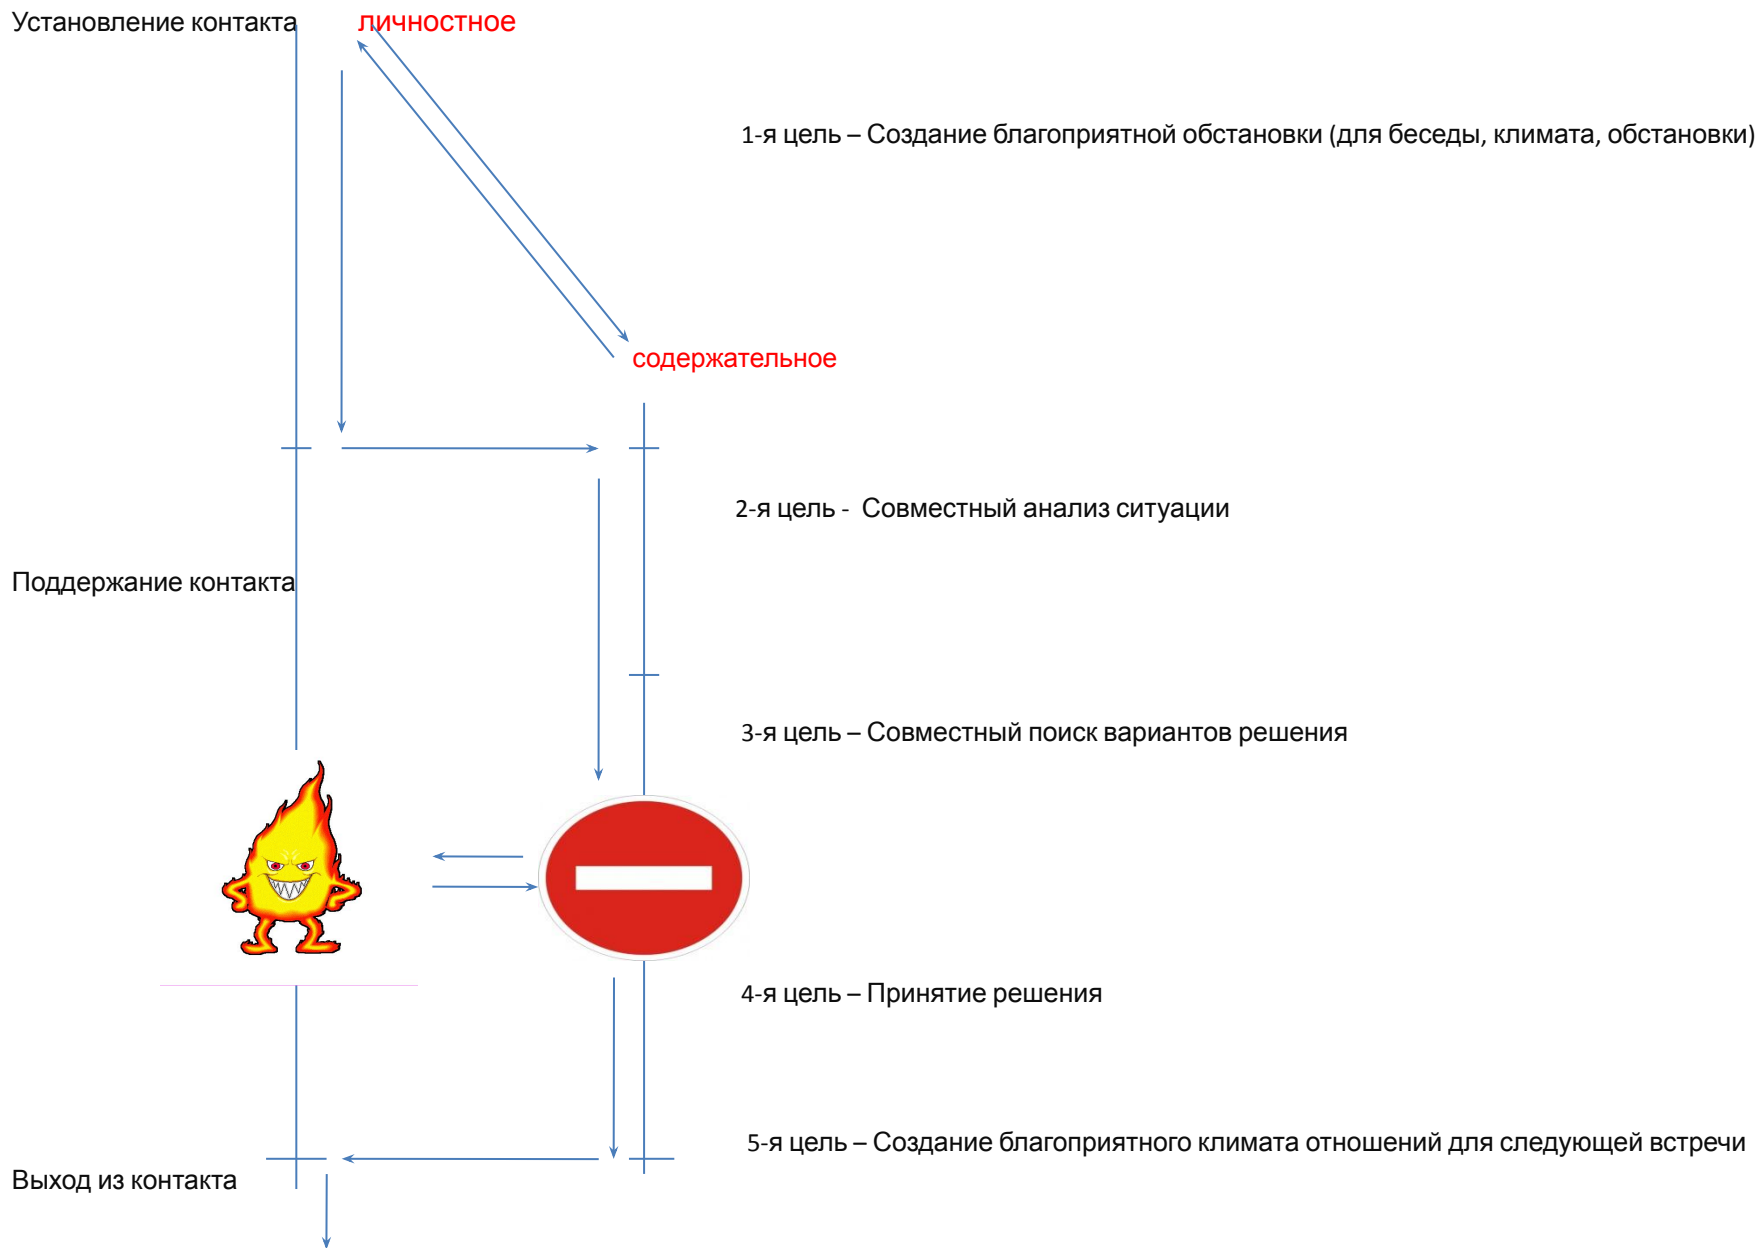 Установление контакта
личностное
1-я цель – Создание благоприятной обстановки (для беседы, климата, обстановки)
содержательное
2-я цель - Совместный анализ ситуации
Поддержание контакта
3-я цель – Совместный поиск вариантов решения
4-я цель – Принятие решения
5-я цель – Создание благоприятного климата отношений для следующей встречи
Выход из контакта